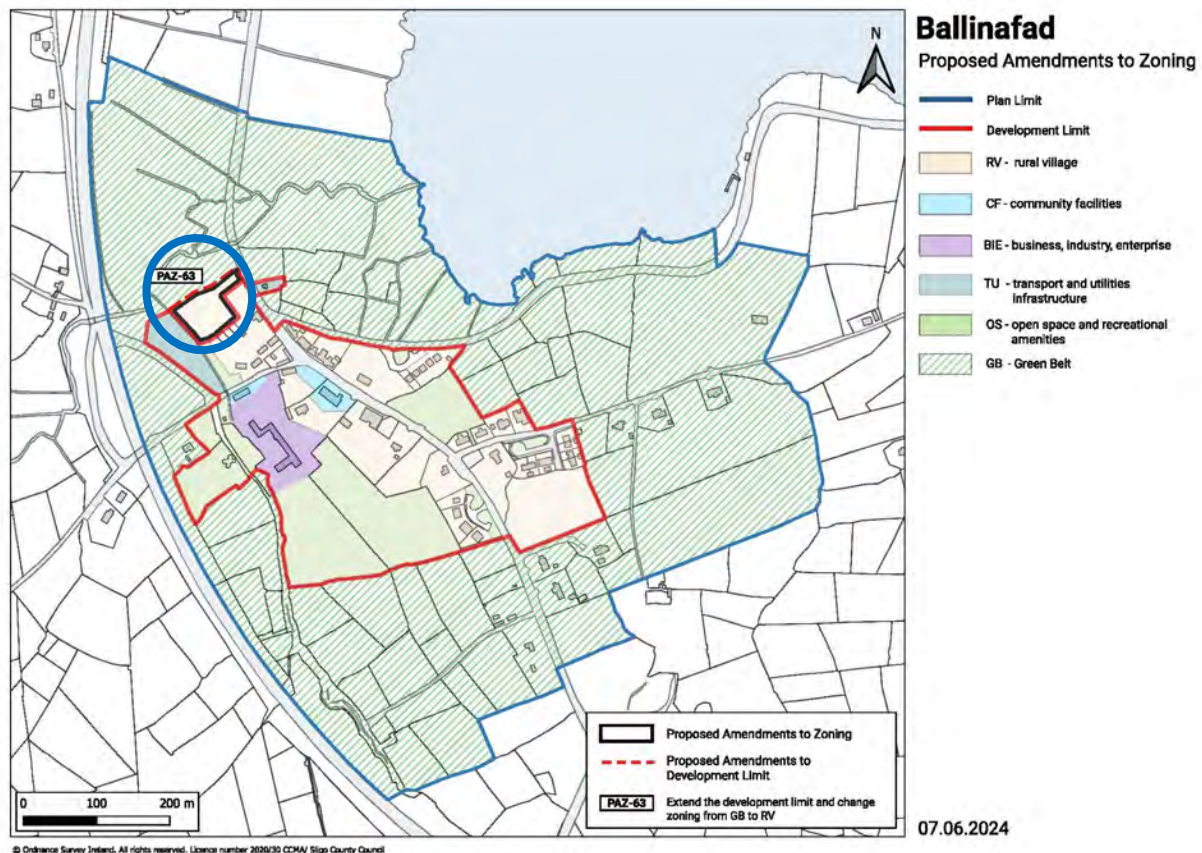 Ballinafad
Proposed Amendments to Zoning
N
Plan Limit
Development Limit
RV - rural village
CF - community facilities
BIE - business, industry, enterprise
TU - transport and utilities
infrastructure
OS - open space and recreational
amenities
GB - Green Belt
PAZ-63
Proposed Amendments to Zoning
Proposed Amendments to
Development Limit
PAZ-63 Extend the development limit and change
zoning from GB to RV
0 100 200 m
07.06.2024
© Ordnance Survey Ireland. All rights reserved. Licence number 2020/30 CCMA/ Sligo County Council